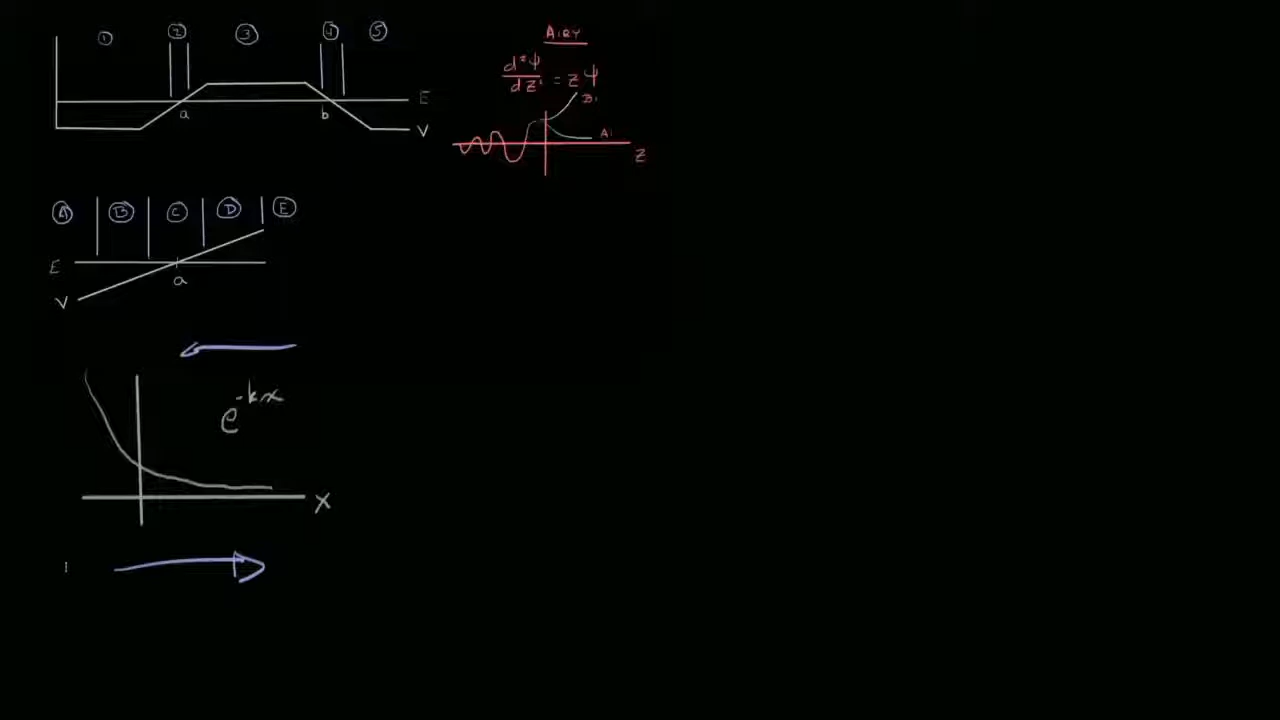 ① ② ③ ④ ⑤
E
a b
V
AIRY
d²ψ/dz² = zψ
Bi
Ai
z
Ⓐ Ⓑ Ⓒ Ⓓ Ⓔ
E
a
V
e^-kx
x